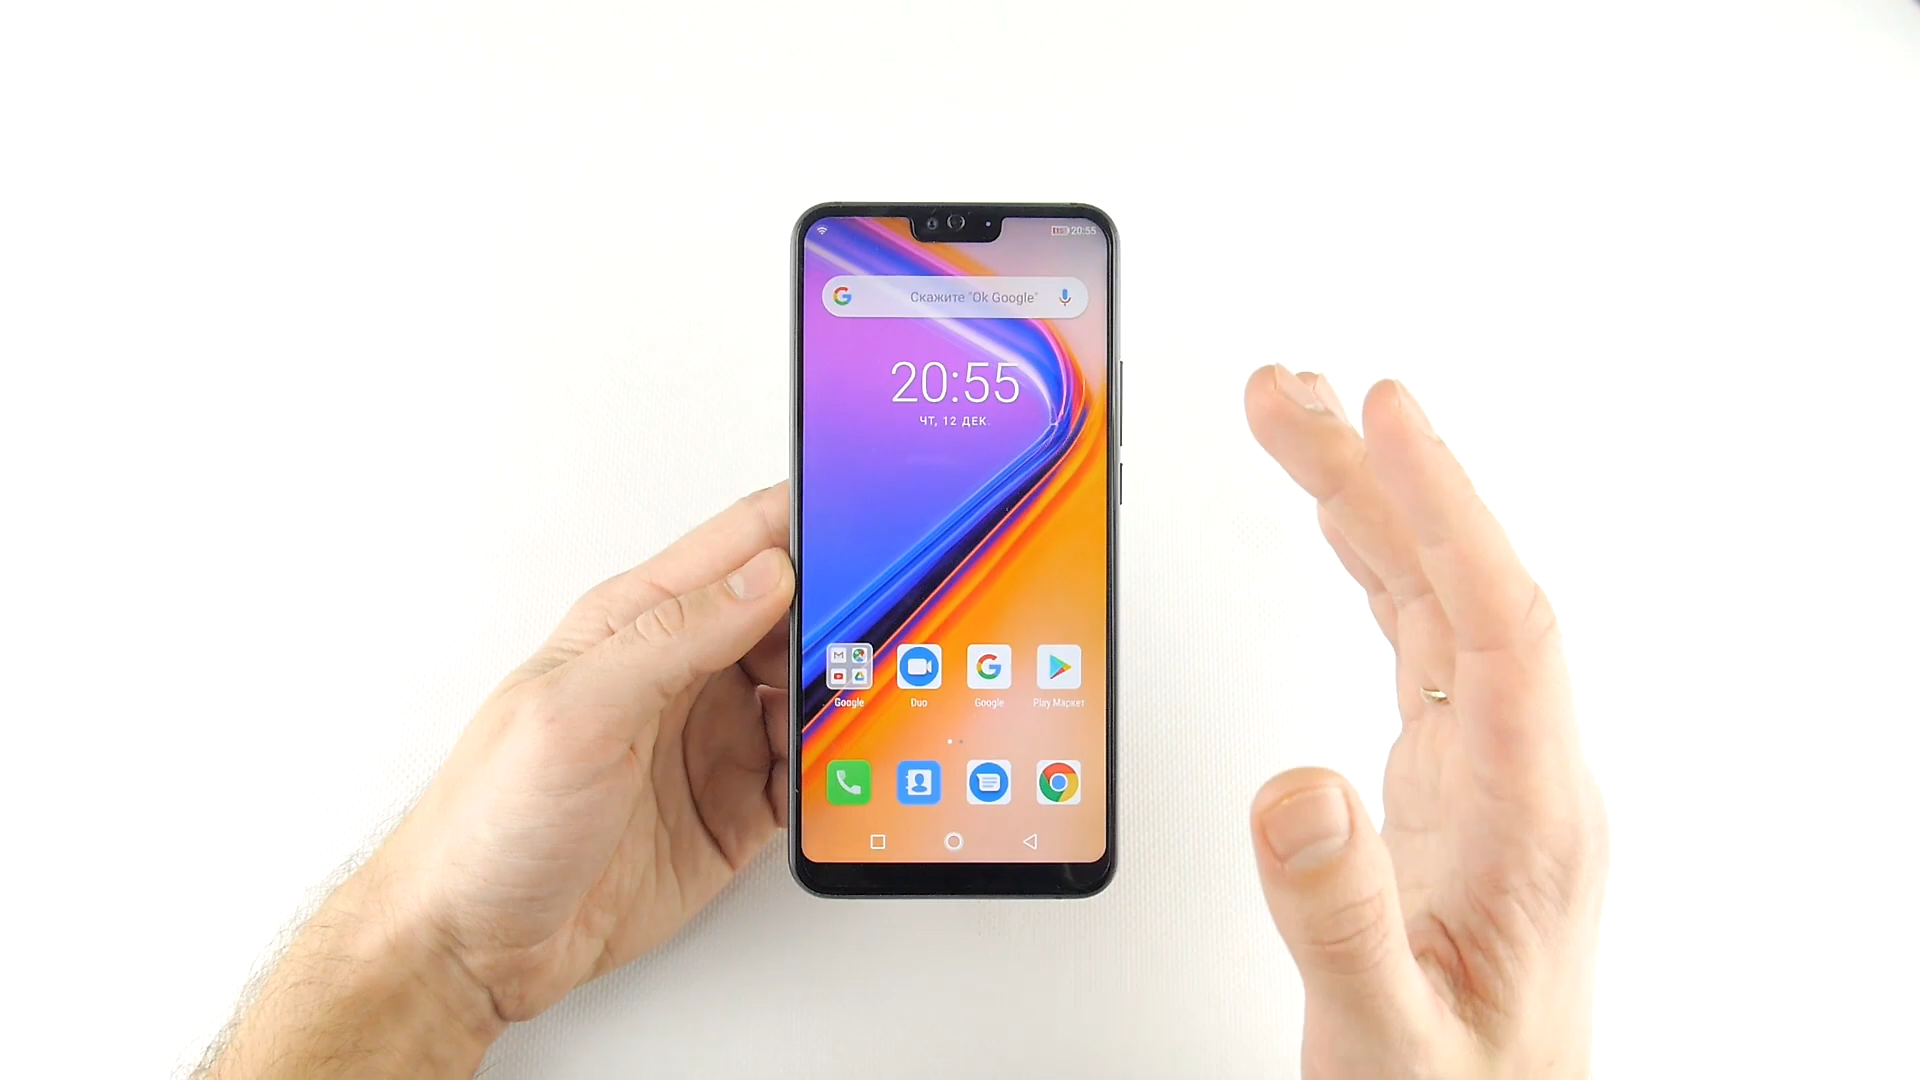 20:55
Скажите "Ok Google"
20:55
ЧТ, 12 ДЕК.
Google
Duo
Google
Play Маркет